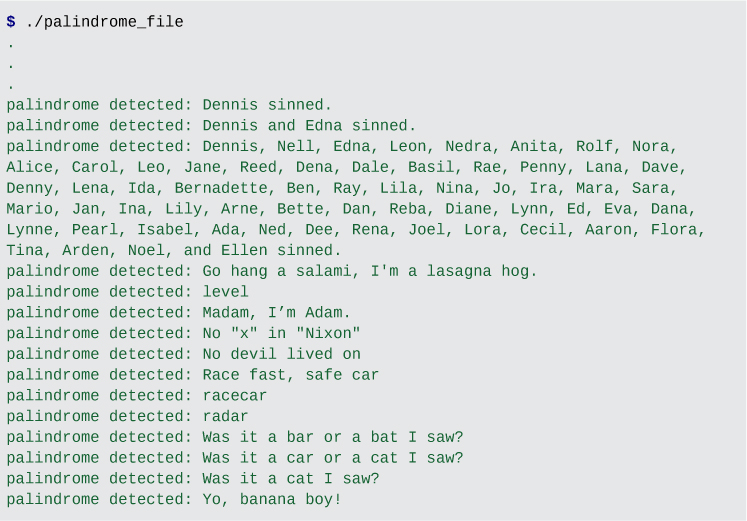 $ ./palindrome_file
.
.
.
palindrome detected: Dennis sinned.
palindrome detected: Dennis and Edna sinned.
palindrome detected: Dennis, Nell, Edna, Leon, Nedra, Anita, Rolf, Nora,
Alice, Carol, Leo, Jane, Reed, Dena, Dale, Basil, Rae, Penny, Lana, Dave,
Denny, Lena, Ida, Bernadette, Ben, Ray, Lila, Nina, Jo, Ira, Mara, Sara,
Mario, Jan, Ina, Lily, Arne, Bette, Dan, Reba, Diane, Lynn, Ed, Eva, Dana,
Lynne, Pearl, Isabel, Ada, Ned, Dee, Rena, Joel, Lora, Cecil, Aaron, Flora,
Tina, Arden, Noel, and Ellen sinned.
palindrome detected: Go hang a salami, I'm a lasagna hog.
palindrome detected: level
palindrome detected: Madam, I’m Adam.
palindrome detected: No "x" in "Nixon"
palindrome detected: No devil lived on
palindrome detected: Race fast, safe car
palindrome detected: racecar
palindrome detected: radar
palindrome detected: Was it a bar or a bat I saw?
palindrome detected: Was it a car or a cat I saw?
palindrome detected: Was it a cat I saw?
palindrome detected: Yo, banana boy!